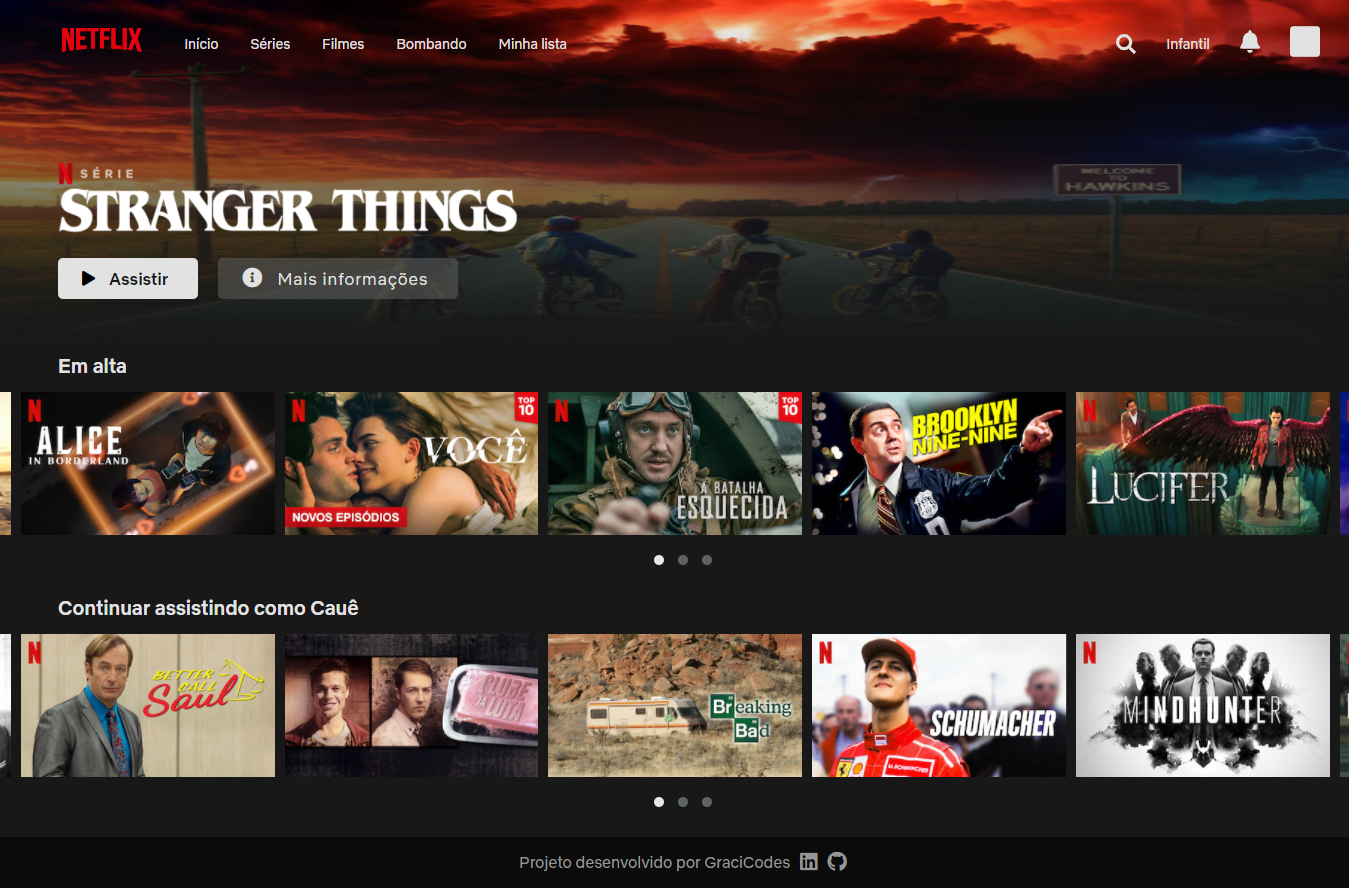 NETFLIX
Início Séries Filmes Bombando Minha lista
Infantil
N SÉRIE
STRANGER THINGS
WELCOME
TO
HAWKINS
Assistir
Mais informações
Em alta
N
ALICE
IN BORDERLAND
N
TOP
10
VOCÊ
NOVOS EPISÓDIOS
N
TOP
10
A BATALHA
ESQUECIDA
BROOKLYN
NINE-NINE
N
LUCIFER
Continuar assistindo como Cauê
N
BETTER
CALL
Saul
CLUBE
DA LUTA
Breaking
Bad
N
SCHUMACHER
M.SCHUMACHER
N
MINDHUNTER
Projeto desenvolvido por GraciCodes in